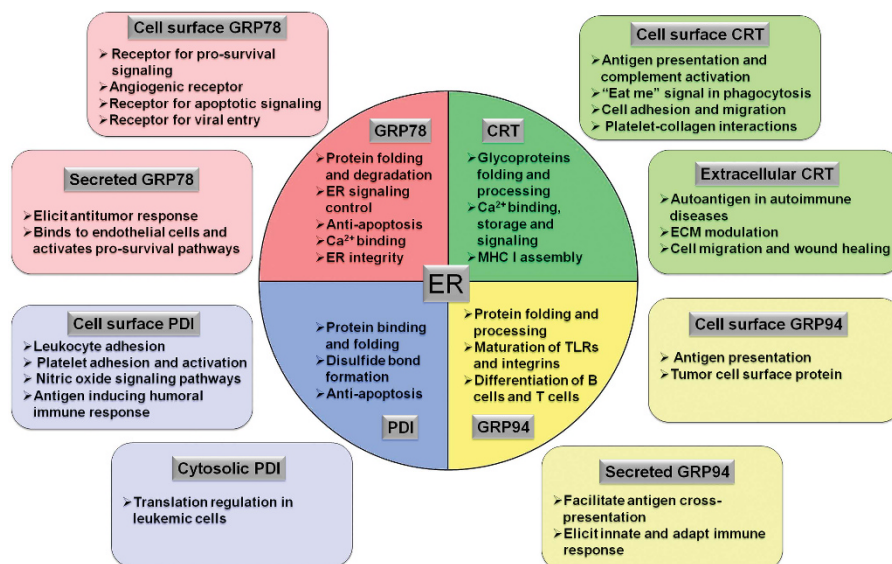 Cell surface GRP78
➢Receptor for pro-survival
signaling
➢Angiogenic receptor
➢Receptor for apoptotic signaling
➢Receptor for viral entry
Secreted GRP78
➢Elicit antitumor response
➢Binds to endothelial cells and
activates pro-survival pathways
Cell surface PDI
➢Leukocyte adhesion
➢Platelet adhesion and activation
➢Nitric oxide signaling pathways
➢Antigen inducing humoral
immune response
Cytosolic PDI
➢Translation regulation in
leukemic cells
GRP78
➢Protein folding
and degradation
➢ER signaling
control
➢Anti-apoptosis
➢Ca²⁺ binding
➢ER integrity
CRT
➢Glycoproteins
folding and
processing
➢Ca²⁺ binding,
storage and
signaling
➢MHC I assembly
ER
➢Protein binding
and folding
➢Disulfide bond
formation
➢Anti-apoptosis
PDI
➢Protein folding and
processing
➢Maturation of TLRs
and integrins
➢Differentiation of B
cells and T cells
GRP94
Cell surface CRT
➢Antigen presentation and
complement activation
➢“Eat me” signal in phagocytosis
➢Cell adhesion and migration
➢Platelet-collagen interactions
Extracellular CRT
➢Autoantigen in autoimmune
diseases
➢ECM modulation
➢Cell migration and wound healing
Cell surface GRP94
➢Antigen presentation
➢Tumor cell surface protein
Secreted GRP94
➢Facilitate antigen cross-
presentation
➢Elicit innate and adapt immune
response